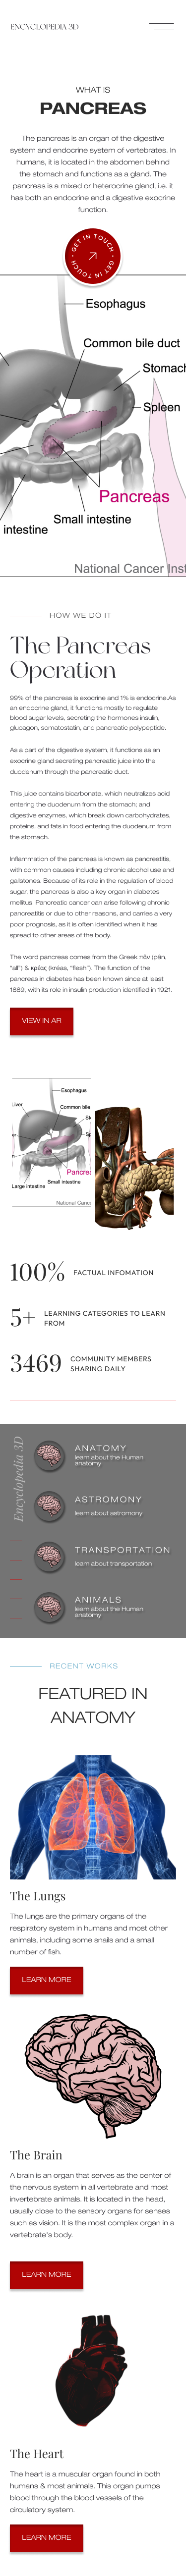 ENCYCLOPEDIA 3D
WHAT IS
PANCREAS
The pancreas is an organ of the digestive
system and endocrine system of vertebrates. In
humans, it is located in the abdomen behind
the stomach and functions as a gland. The
pancreas is a mixed or heterocrine gland, i.e. it
has both an endocrine and a digestive exocrine
function.
GET IN TOUCH • GET IN TOUCH •
Esophagus
Common bile duct
Stomach
Spleen
Pancreas
Small intestine
intestine
National Cancer Inst
HOW WE DO IT
The Pancreas
Operation
99% of the pancreas is exocrine and 1% is endocrine.As
an endocrine gland, it functions mostly to regulate
blood sugar levels, secreting the hormones insulin,
glucagon, somatostatin, and pancreatic polypeptide.
As a part of the digestive system, it functions as an
exocrine gland secreting pancreatic juice into the
duodenum through the pancreatic duct.
This juice contains bicarbonate, which neutralizes acid
entering the duodenum from the stomach; and
digestive enzymes, which break down carbohydrates,
proteins, and fats in food entering the duodenum from
the stomach.
Inflammation of the pancreas is known as pancreatitis,
with common causes including chronic alcohol use and
gallstones. Because of its role in the regulation of blood
sugar, the pancreas is also a key organ in diabetes
mellitus. Pancreatic cancer can arise following chronic
pancreatitis or due to other reasons, and carries a very
poor prognosis, as it is often identified when it has
spread to other areas of the body.
The word pancreas comes from the Greek πᾶν (pân,
“all”) & κρέας (kréas, “flesh”). The function of the
pancreas in diabetes has been known since at least
1889, with its role in insulin production identified in 1921.
VIEW IN AR
Esophagus
Liver
Common bile
Pancrea
Small intestine
Large intestine
National Canc
100%
FACTUAL INFOMATION
5+
LEARNING CATEGORIES TO LEARN
FROM
3469
COMMUNITY MEMBERS
SHARING DAILY
Encyclopedia 3D
ANATOMY
learn about the Human
anatomy
ASTROMONY
learn about astromony
TRANSPORTATION
learn about transportation
ANIMALS
learn about the Human
anatomy
RECENT WORKS
FEATURED IN
ANATOMY
The Lungs
The lungs are the primary organs of the
respiratory system in humans and most other
animals, including some snails and a small
number of fish.
LEARN MORE
The Brain
A brain is an organ that serves as the center of
the nervous system in all vertebrate and most
invertebrate animals. It is located in the head,
usually close to the sensory organs for senses
such as vision. It is the most complex organ in a
vertebrate's body.
LEARN MORE
The Heart
The heart is a muscular organ found in both
humans & most animals. This organ pumps
blood through the blood vessels of the
circulatory system.
LEARN MORE